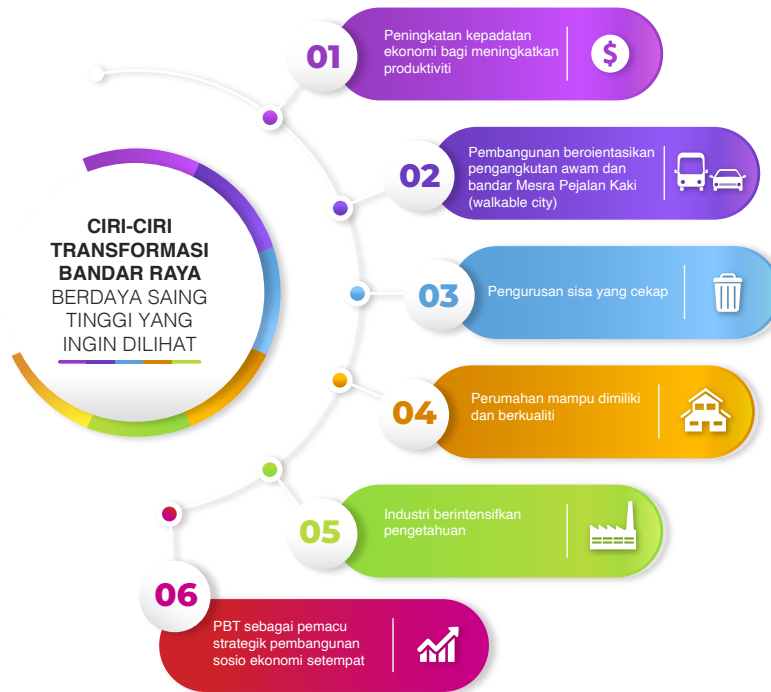 CIRI-CIRI
TRANSFORMASI
BANDAR RAYA
BERDAYA SAING
TINGGI YANG
INGIN DILIHAT
01
Peningkatan kepadatan
ekonomi bagi meningkatkan
produktiviti
$
02
Pembangunan beroientasikan
pengangkutan awam dan
bandar Mesra Pejalan Kaki
(walkable city)
03
Pengurusan sisa yang cekap
04
Perumahan mampu dimiliki
dan berkualiti
05
Industri berintensifkan
pengetahuan
06
PBT sebagai pemacu
strategik pembangunan
sosio ekonomi setempat